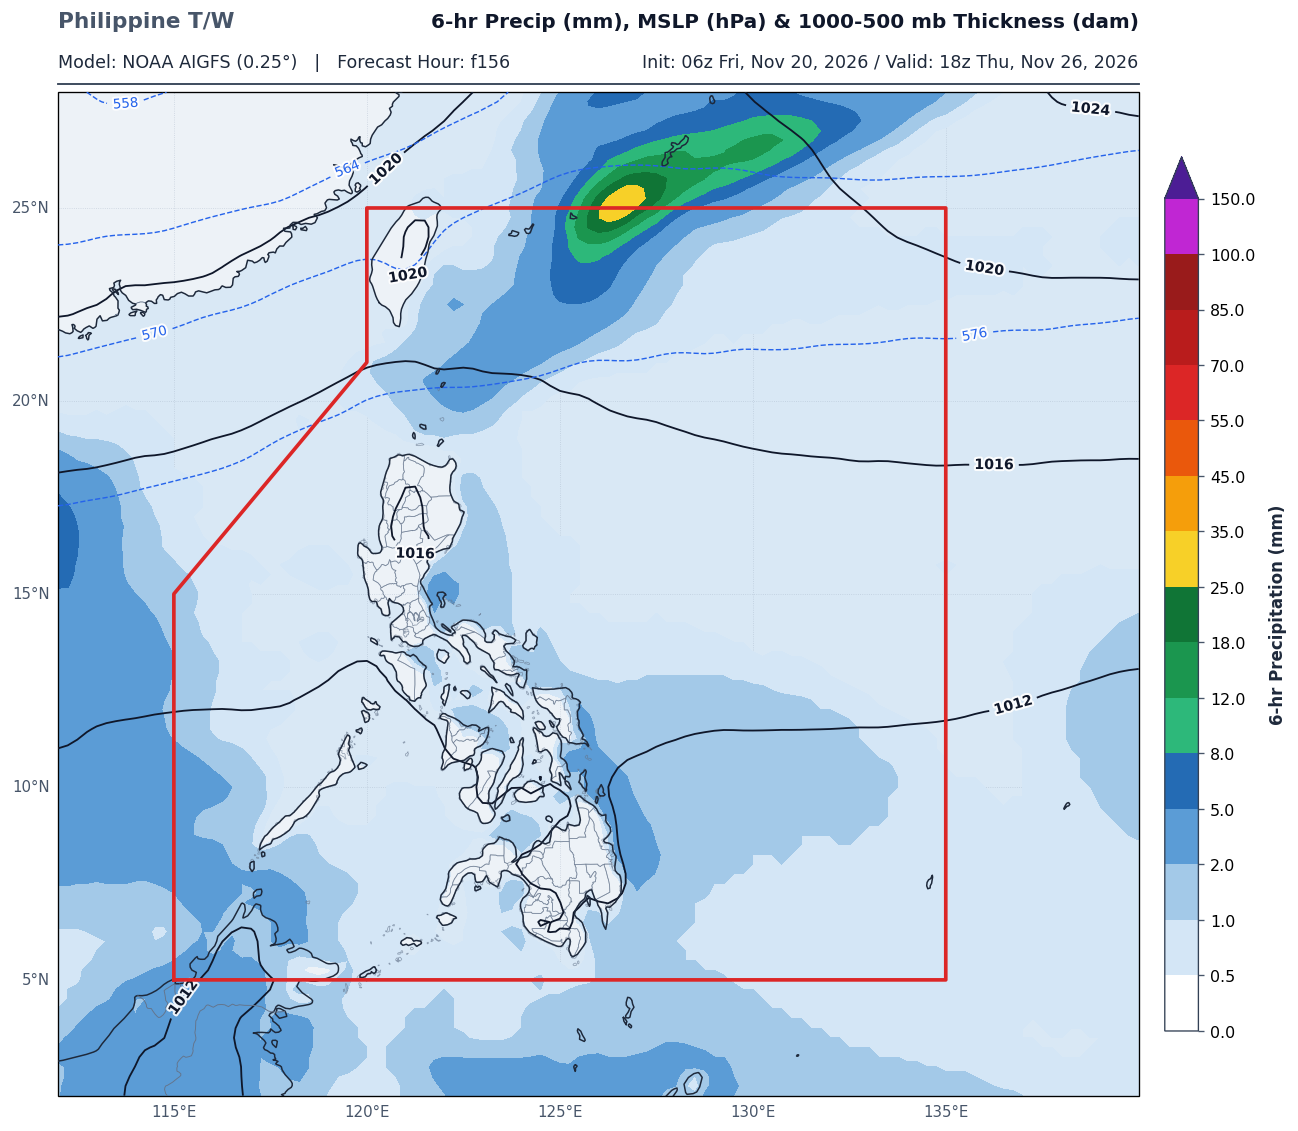 Philippine T/W
6-hr Precip (mm), MSLP (hPa) & 1000-500 mb Thickness (dam)
Model: NOAA AIGFS (0.25°)   |   Forecast Hour: f156
Init: 06z Fri, Nov 20, 2026 / Valid: 18z Thu, Nov 26, 2026
558
1024
1020
564
25°N
1020
1020
570
576
20°N
1016
1016
15°N
1012
10°N
5°N
1012
115°E
120°E
125°E
130°E
135°E
150.0
100.0
85.0
70.0
55.0
45.0
35.0
25.0
18.0
12.0
8.0
5.0
2.0
1.0
0.5
0.0
6-hr Precipitation (mm)